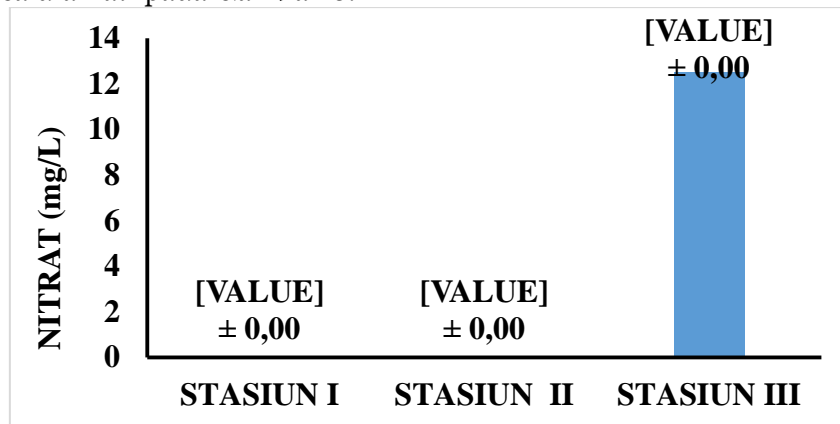 14
12
10
8
6
4
2
0
NITRAT (mg/L)
[VALUE]
± 0,00
[VALUE]
± 0,00
[VALUE]
± 0,00
STASIUN I
STASIUN II
STASIUN III